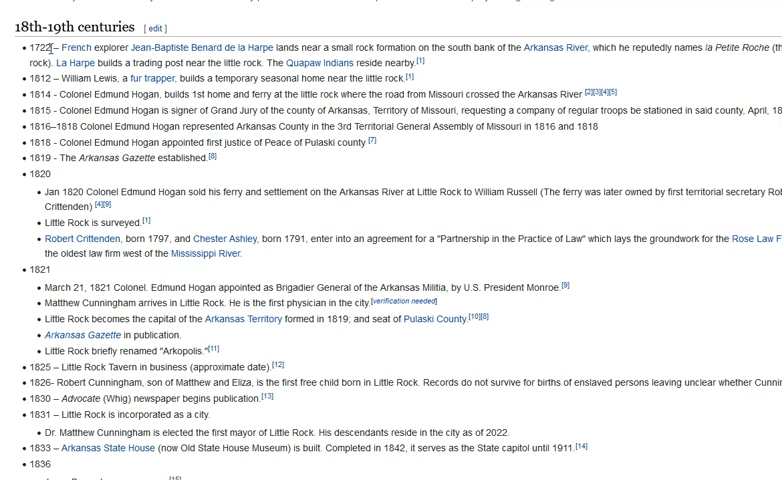 18th-19th centuries [ edit ]
• 1722 – French explorer Jean-Baptiste Benard de la Harpe lands near a small rock formation on the south bank of the Arkansas River, which he reputedly names la Petite Roche (th
rock). La Harpe builds a trading post near the little rock. The Quapaw Indians reside nearby.[1]
• 1812 – William Lewis, a fur trapper, builds a temporary seasonal home near the little rock.[1]
• 1814 - Colonel Edmund Hogan, builds 1st home and ferry at the little rock where the road from Missouri crossed the Arkansas River [2][3][4][5]
• 1815 - Colonel Edmund Hogan is signer of Grand Jury of the county of Arkansas, Territory of Missouri, requesting a company of regular troops be stationed in said county, April, 18
• 1816–1818 Colonel Edmund Hogan represented Arkansas County in the 3rd Territorial General Assembly of Missouri in 1816 and 1818
• 1818 - Colonel Edmund Hogan appointed first justice of Peace of Pulaski county [7]
• 1819 - The Arkansas Gazette established.[8]
• 1820
• Jan 1820 Colonel Edmund Hogan sold his ferry and settlement on the Arkansas River at Little Rock to William Russell (The ferry was later owned by first territorial secretary Rob
Crittenden) [4][9]
• Little Rock is surveyed.[1]
• Robert Crittenden, born 1797, and Chester Ashley, born 1791, enter into an agreement for a "Partnership in the Practice of Law" which lays the groundwork for the Rose Law F
the oldest law firm west of the Mississippi River.
• 1821
• March 21, 1821 Colonel. Edmund Hogan appointed as Brigadier General of the Arkansas Militia, by U.S. President Monroe.[9]
• Matthew Cunningham arrives in Little Rock. He is the first physician in the city.[verification needed]
• Little Rock becomes the capital of the Arkansas Territory formed in 1819; and seat of Pulaski County.[10][8]
• Arkansas Gazette in publication.
• Little Rock briefly renamed "Arkopolis."[11]
• 1825 – Little Rock Tavern in business (approximate date).[12]
• 1826- Robert Cunningham, son of Matthew and Eliza, is the first free child born in Little Rock. Records do not survive for births of enslaved persons leaving unclear whether Cunnin
• 1830 – Advocate (Whig) newspaper begins publication.[13]
• 1831 – Little Rock is incorporated as a city.
• Dr. Matthew Cunningham is elected the first mayor of Little Rock. His descendants reside in the city as of 2022.
• 1833 – Arkansas State House (now Old State House Museum) is built. Completed in 1842, it serves as the State capitol until 1911.[14]
• 1836
[15]